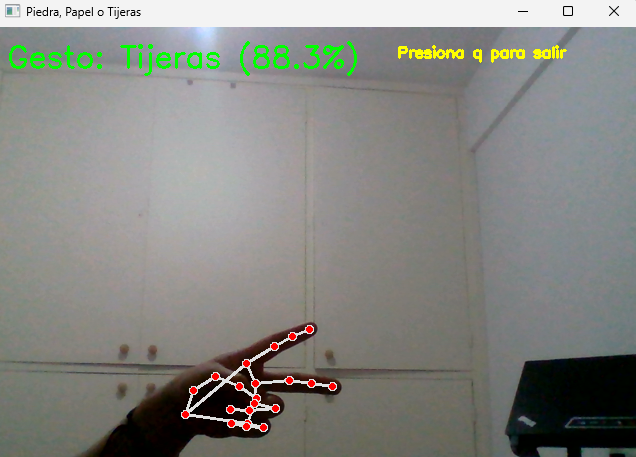 Piedra, Papel o Tijeras
Gesto: Tijeras (88.3%)
Presiona q para salir